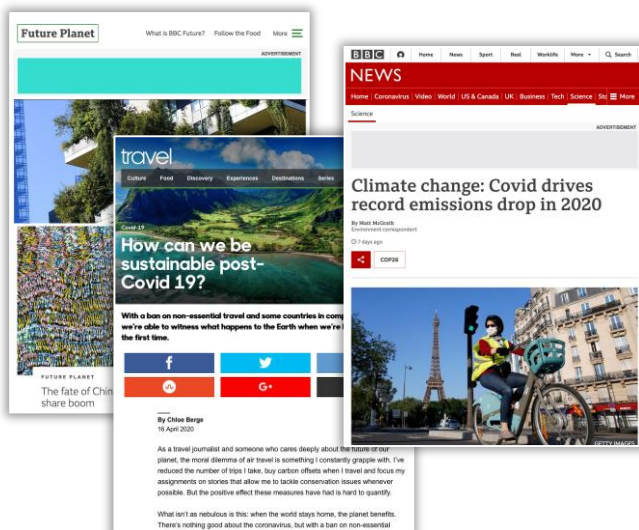 Future Planet
What is BBC Future? Follow the Food More
ADVERTISEMENT
FUTURE PLANET
The fate of Chin
share boom
travel
Culture Food Discovery Experiences Destinations Series
Covid-19
How can we be
sustainable post-
Covid 19?
With a ban on non-essential travel and some countries in comp
we're able to witness what happens to the Earth when we're
the first time.
f
G+
By Chloe Berge
16 April 2020
As a travel journalist and someone who cares deeply about the future of our
planet, the moral dilemma of air travel is something I constantly grapple with. I've
reduced the number of trips I take, buy carbon offsets when I travel and focus my
assignments on stories that allow me to tackle conservation issues whenever
possible. But the positive effect these measures have had is hard to quantify.
What isn't as nebulous is this: when the world stays home, the planet benefits.
There's nothing good about the coronavirus, but with a ban on non-essential
BBC Home News Sport Reel Worklife More Search
NEWS
Home Coronavirus Video World US & Canada UK Business Tech Science Sto More
Science
ADVERTISEMENT
Climate change: Covid drives
record emissions drop in 2020
By Matt McGrath
Environment correspondent
7 days ago
COP26
GETTY IMAGES